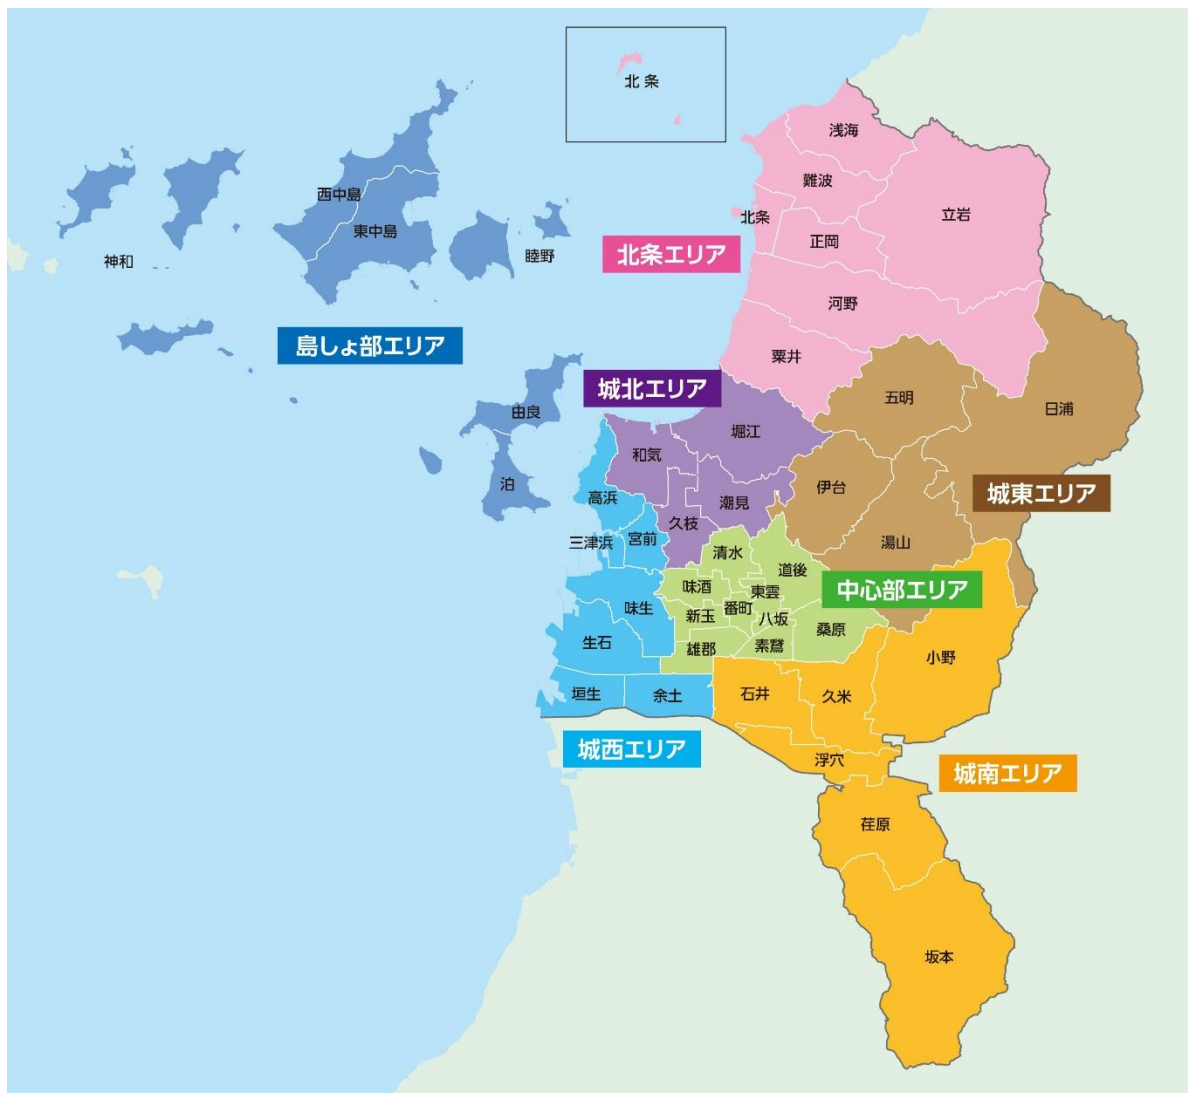 北条
浅海
難波
立岩
北条
正岡
西中島
東中島
神和
睦野
北条エリア
河野
島しょ部エリア
粟井
城北エリア
五明
日浦
由良
堀江
和気
泊
高浜
潮見
伊台
城東エリア
久枝
三津浜
宮前
清水
湯山
道後
味酒
東雲
中心部エリア
味生
新玉
番町
八坂
桑原
生石
雄郡
素鵞
小野
垣生
余土
石井
久米
城西エリア
浮穴
城南エリア
荏原
坂本